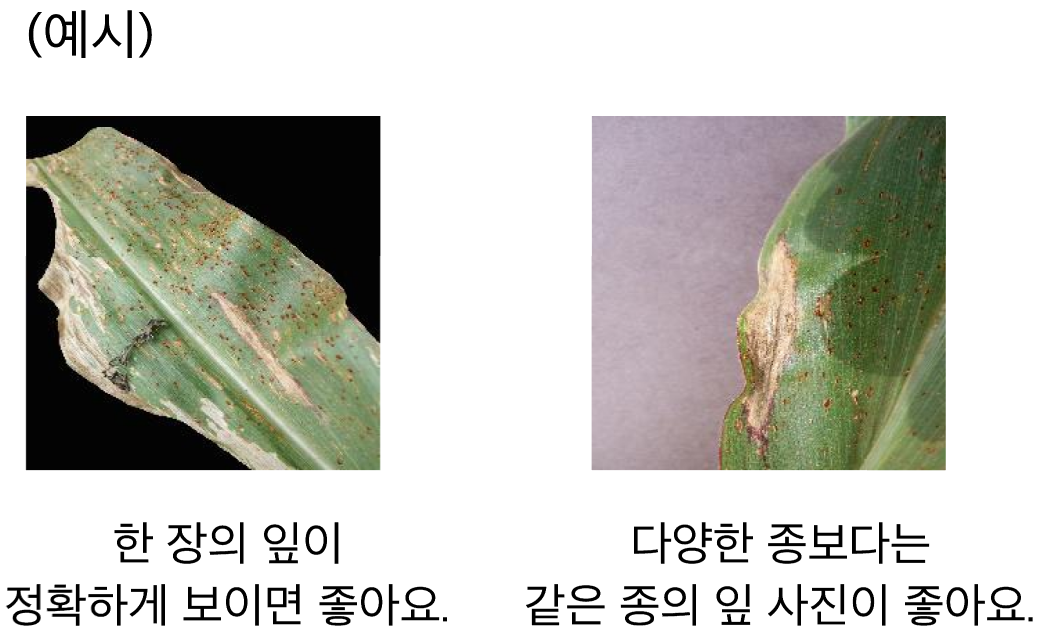 (예시)
한 장의 잎이
정확하게 보이면 좋아요.
다양한 종보다는
같은 종의 잎 사진이 좋아요.